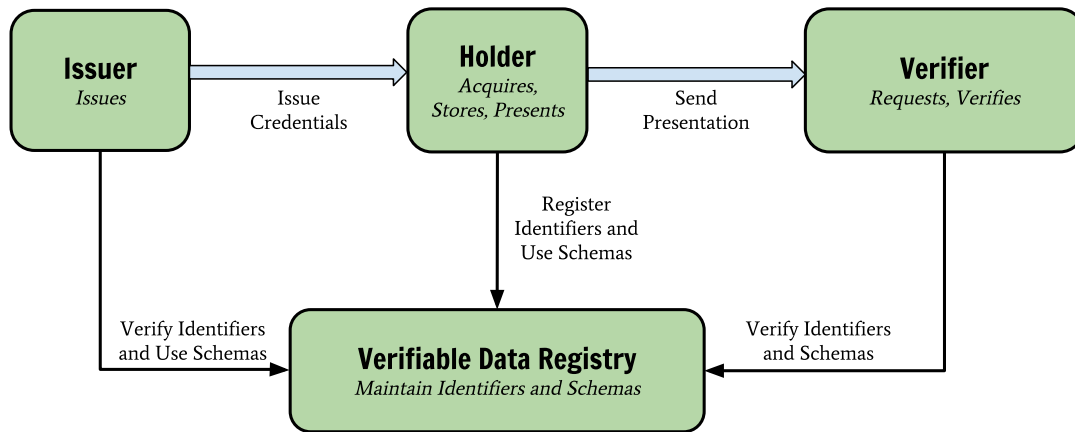 Issuer
Issues
Issue
Credentials
Holder
Acquires,
Stores, Presents
Send
Presentation
Verifier
Requests, Verifies
Register
Identifiers and
Use Schemas
Verify Identifiers
and Use Schemas
Verifiable Data Registry
Maintain Identifiers and Schemas
Verify Identifiers
and Schemas